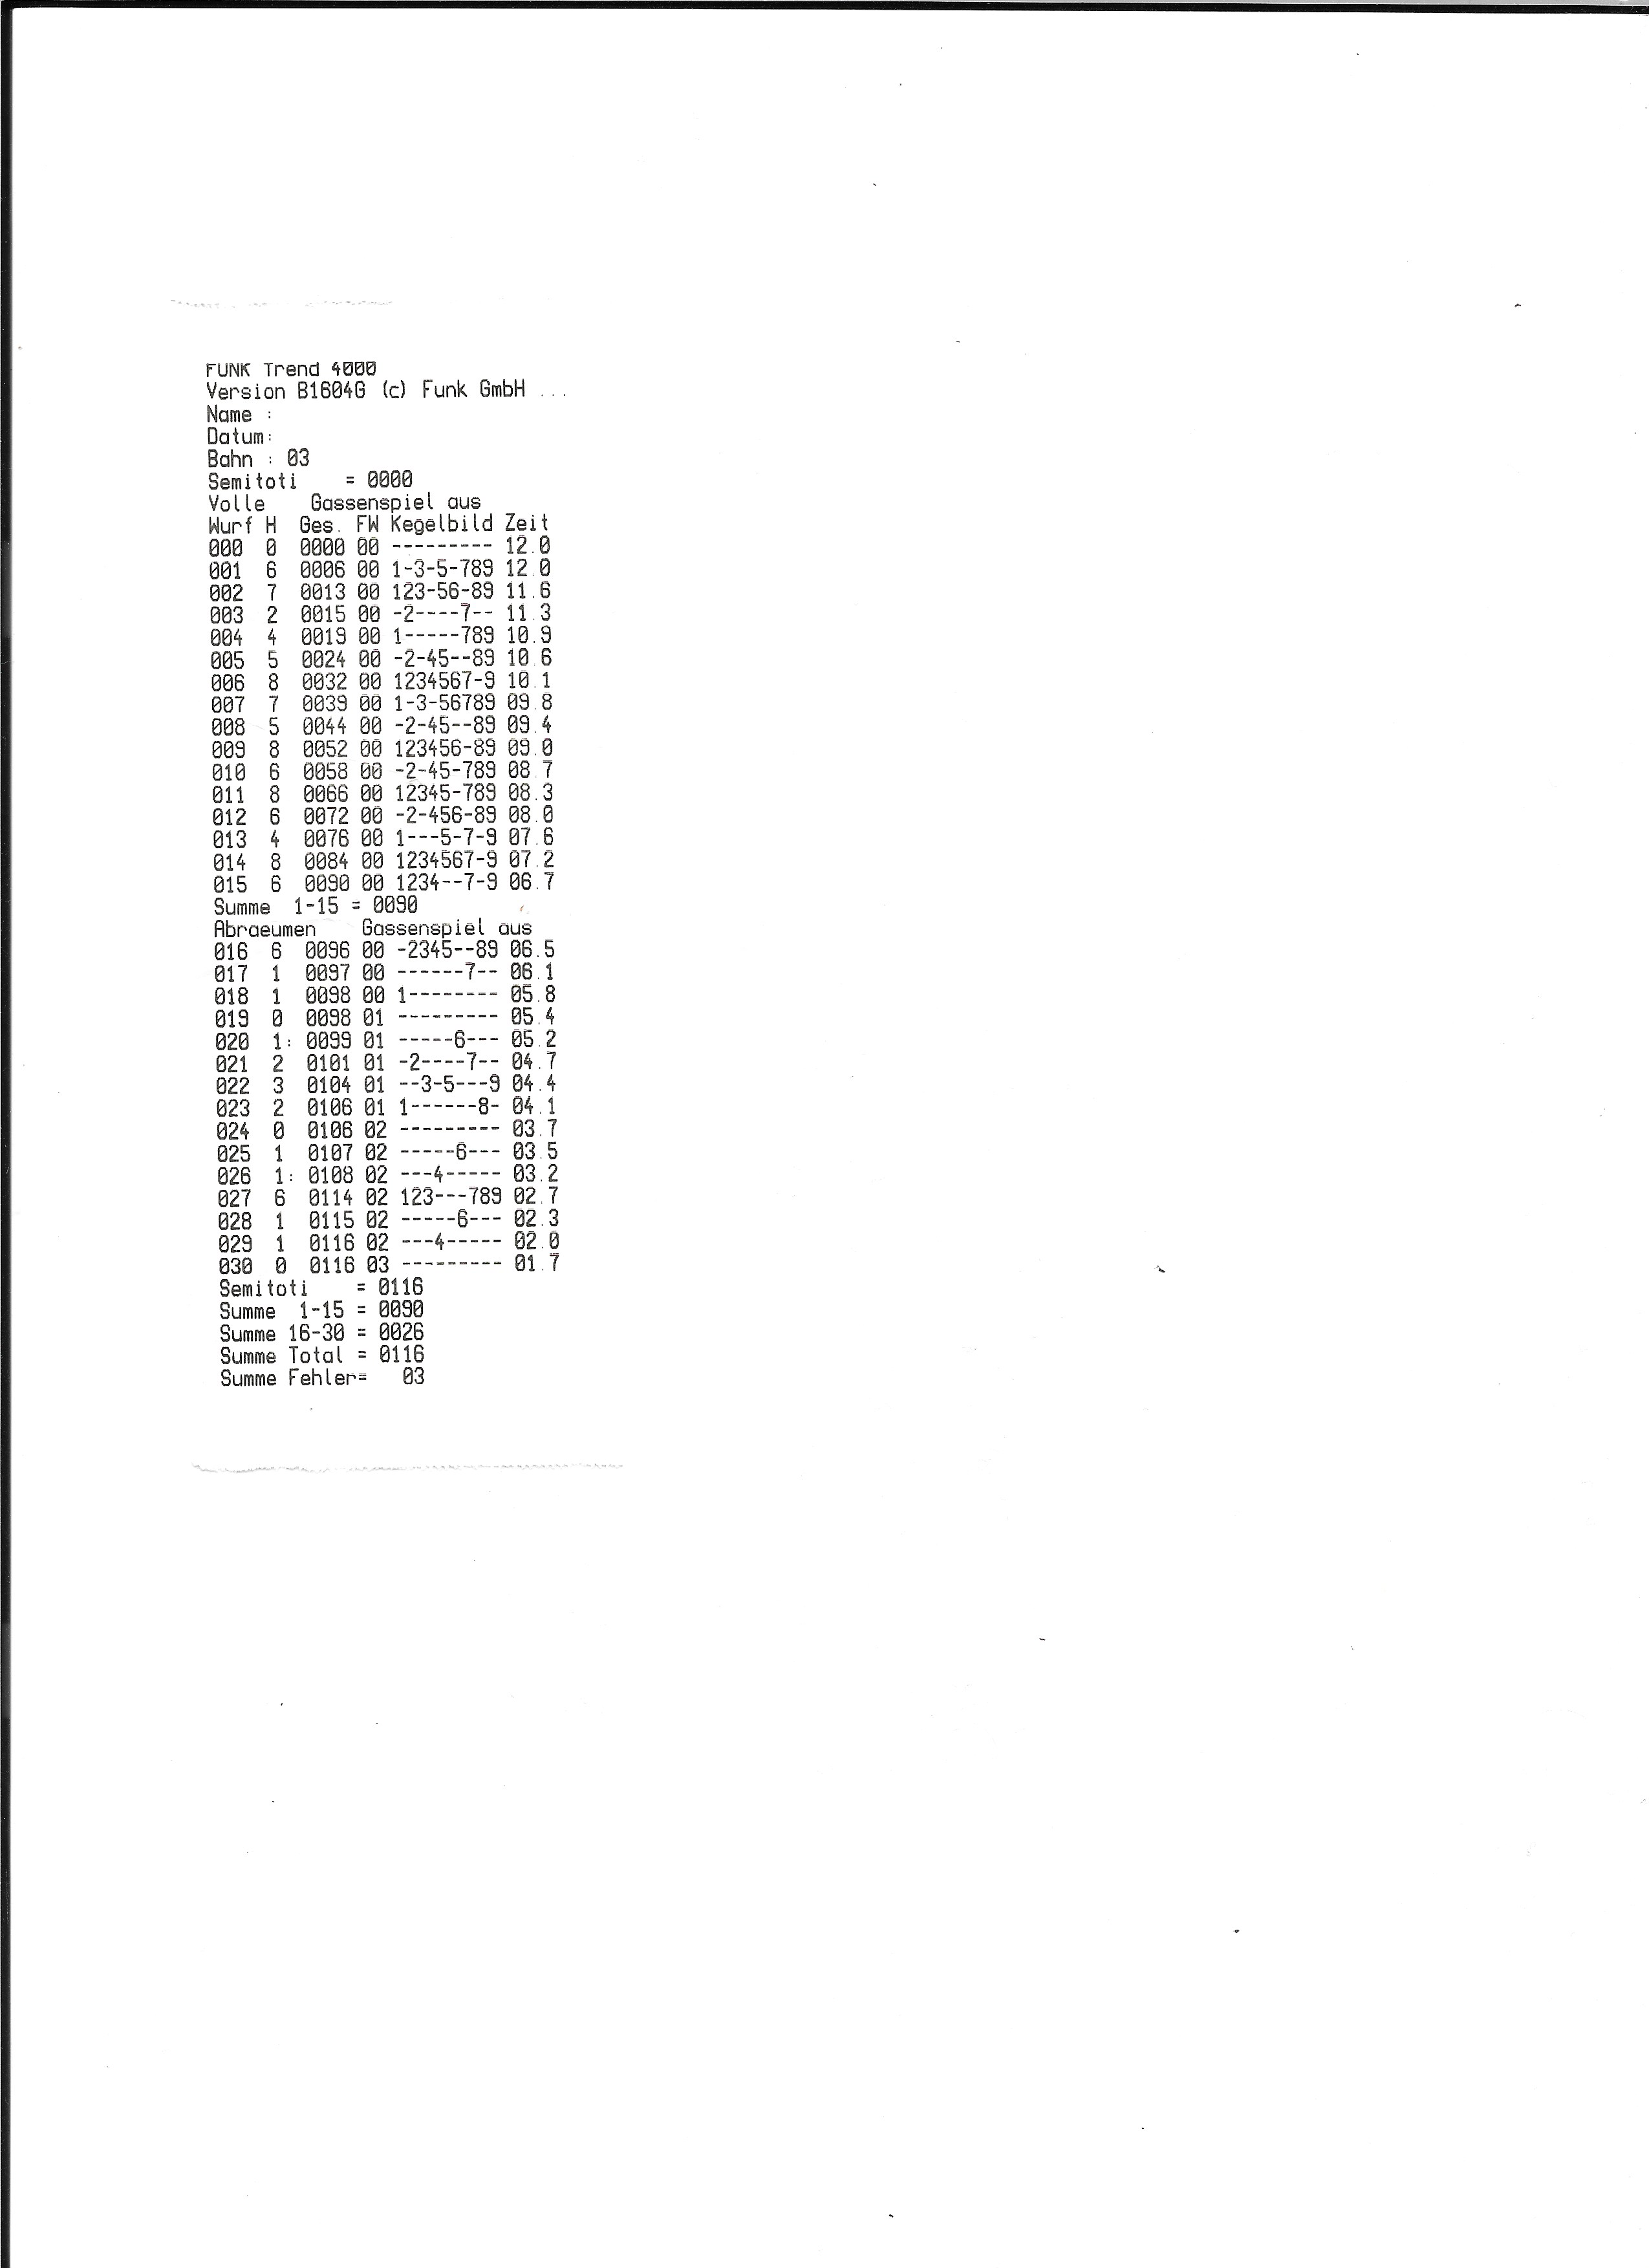 FUNK Trend 4000
Version B1604G (c) Funk GmbH ...
Name :
Datum:
Bahn : 03
Semitoti    = 0000
Volle    Gassenspiel aus
Wurf H  Ges. FW Kegelbild Zeit
000  0  0000 00 --------- 12.0
001  6  0006 00 1-3-5-789 12.0
002  7  0013 00 123-56-89 11.6
003  2  0015 00 -2----7-- 11.3
004  4  0019 00 1-----789 10.9
005  5  0024 00 -2-45--89 10.6
006  8  0032 00 1234567-9 10.1
007  7  0039 00 1-3-56789 09.8
008  5  0044 00 -2-45--89 09.4
009  8  0052 00 123456-89 09.0
010  6  0058 00 -2-45-789 08.7
011  8  0066 00 12345-789 08.3
012  6  0072 00 -2-456-89 08.0
013  4  0076 00 1---5-7-9 07.6
014  8  0084 00 1234567-9 07.2
015  6  0090 00 1234--7-9 06.7
Summe  1-15 = 0090
Abraeumen    Gassenspiel aus
016  6  0096 00 -2345--89 06.5
017  1  0097 00 ------7-- 06.1
018  1  0098 00 1-------- 05.8
019  0  0098 01 --------- 05.4
020  1: 0099 01 -----6--- 05.2
021  2  0101 01 -2----7-- 04.7
022  3  0104 01 --3-5---9 04.4
023  2  0106 01 1------8- 04.1
024  0  0106 02 --------- 03.7
025  1  0107 02 -----6--- 03.5
026  1: 0108 02 ---4----- 03.2
027  6  0114 02 123---789 02.7
028  1  0115 02 -----6--- 02.3
029  1  0116 02 ---4----- 02.0
030  0  0116 03 --------- 01.7
Semitoti    = 0116
Summe  1-15 = 0090
Summe 16-30 = 0026
Summe Total = 0116
Summe Fehler=   03